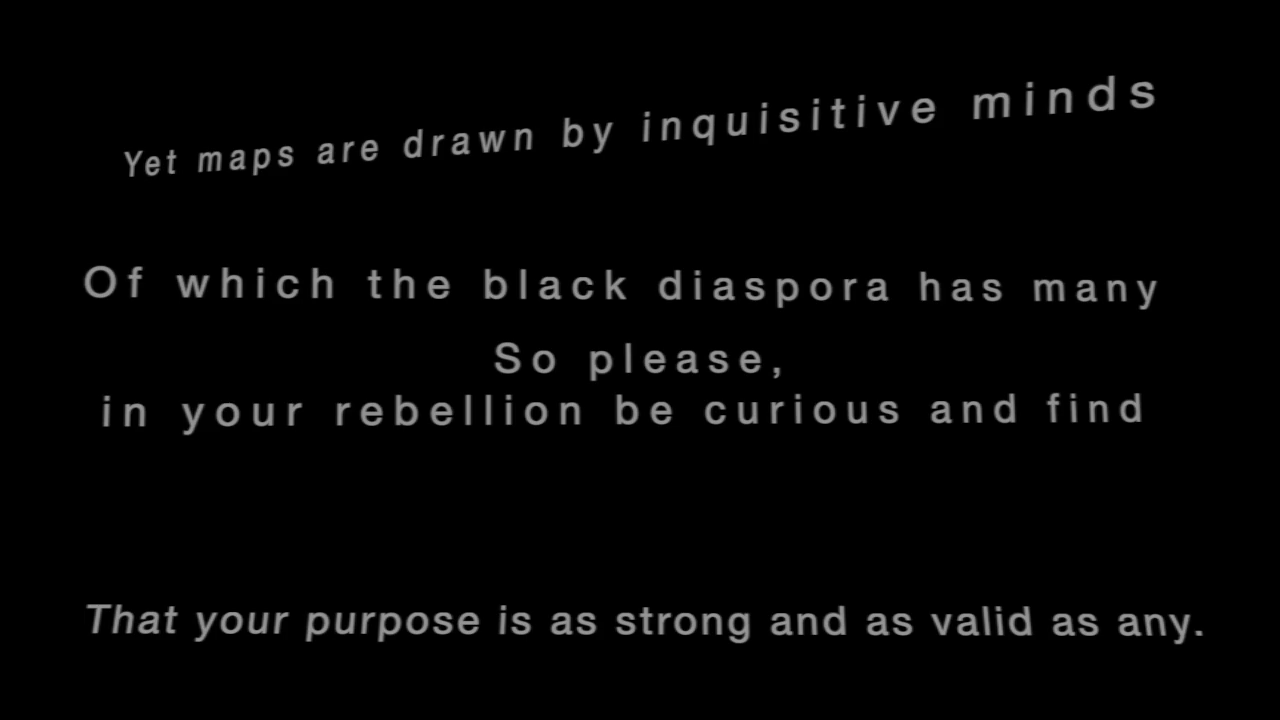 Yet maps are drawn by inquisitive minds
Of which the black diaspora has many
So please,
in your rebellion be curious and find
That your purpose is as strong and as valid as any.